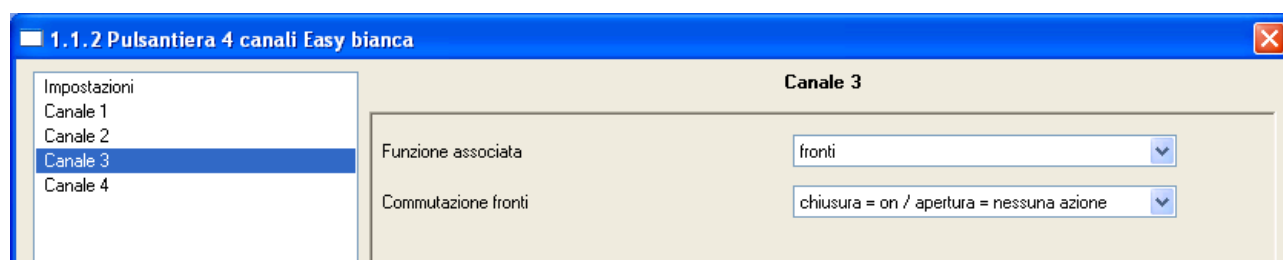 1.1.2 Pulsantiera 4 canali Easy bianca
Impostazioni
Canale 1
Canale 2
Canale 3
Canale 4
Canale 3
Funzione associata
fronti
Commutazione fronti
chiusura = on / apertura = nessuna azione